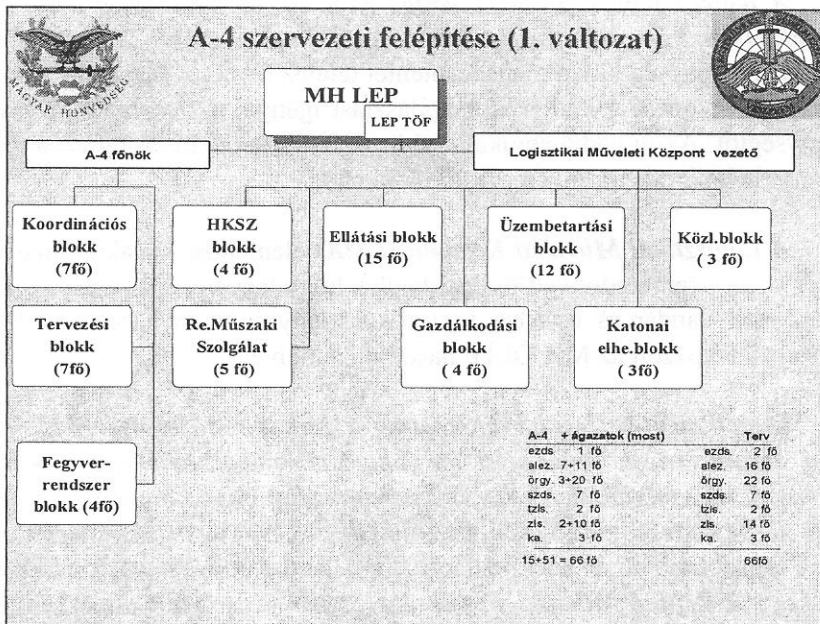 A-4 szervezeti felépítése (1. változat)
MAGYAR HONVÉDSÉG
MH LEP
LEP TÖF
A-4 főnök
Logisztikai Műveleti Központ vezető
Koordinációs
blokk
(7fő)
HKSZ
blokk
(4 fő)
Ellátási blokk
(15 fő)
Üzembetartási
blokk
(12 fő)
Közl.blokk
( 3 fő)
Tervezési
blokk
(7fő)
Re.Műszaki
Szolgálat
(5 fő)
Gazdálkodási
blokk
( 4 fő)
Katonai
elhe.blokk
( 3fő)
Fegyver-
rendszer
blokk (4fő)
A-4 + ágazatok (most) Terv
ezds. 1 fő ezds. 2 fő
alez. 7+11 fő alez. 16 fő
őrgy. 3+20 fő őrgy. 22 fő
szds. 7 fő szds. 7 fő
tzls. 2 fő tzls. 2 fő
zls. 2+10 fő zls. 14 fő
ka. 3 fő ka. 3 fő
15+51 = 66 fő 66fő